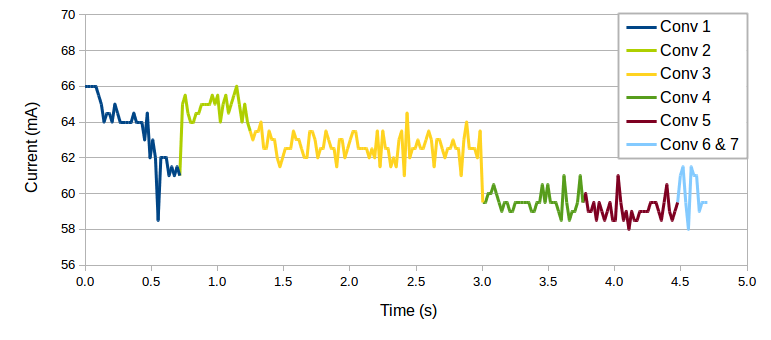 70
68
66
64
62
60
58
56
Current (mA)
0.0 0.5 1.0 1.5 2.0 2.5 3.0 3.5 4.0 4.5 5.0
Time (s)
Conv 1
Conv 2
Conv 3
Conv 4
Conv 5
Conv 6 & 7